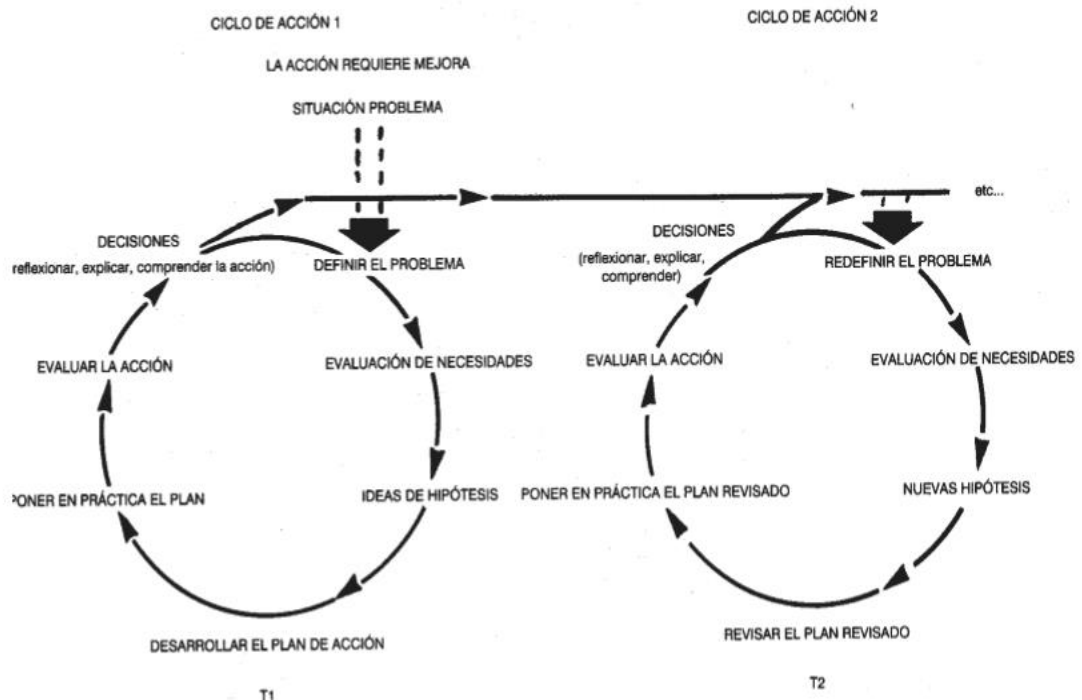 CICLO DE ACCIÓN 1
LA ACCIÓN REQUIERE MEJORA
SITUACIÓN PROBLEMA
DECISIONES
reflexionar, explicar, comprender la acción)
DEFINIR EL PROBLEMA
EVALUACIÓN DE NECESIDADES
IDEAS DE HIPÓTESIS
DESARROLLAR EL PLAN DE ACCIÓN
PONER EN PRÁCTICA EL PLAN
EVALUAR LA ACCIÓN
T1
CICLO DE ACCIÓN 2
etc...
DECISIONES
(reflexionar, explicar,
comprender)
REDEFINIR EL PROBLEMA
EVALUACIÓN DE NECESIDADES
NUEVAS HIPÓTESIS
REVISAR EL PLAN REVISADO
PONER EN PRÁCTICA EL PLAN REVISADO
EVALUAR LA ACCIÓN
T2